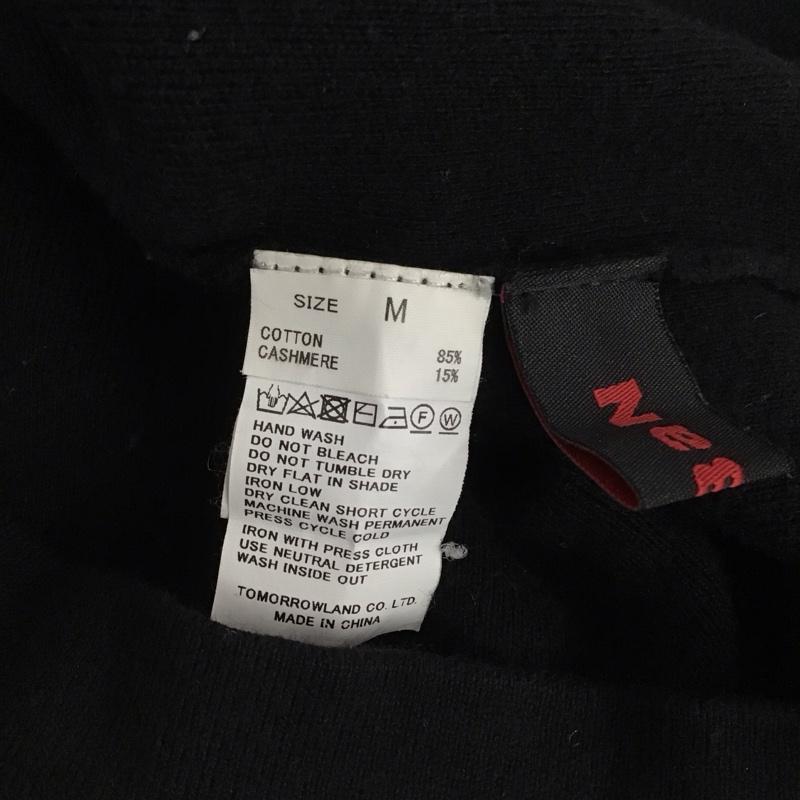 SIZE M
COTTON 85%
CASHMERE 15%
F W
HAND WASH
DO NOT BLEACH
DO NOT TUMBLE DRY
DRY FLAT IN SHADE
IRON LOW
DRY CLEAN SHORT CYCLE
MACHINE WASH PERMANENT
PRESS CYCLE COLD
IRON WITH PRESS CLOTH
USE NEUTRAL DETERGENT
WASH INSIDE OUT
TOMORROWLAND CO. LTD.
MADE IN CHINA